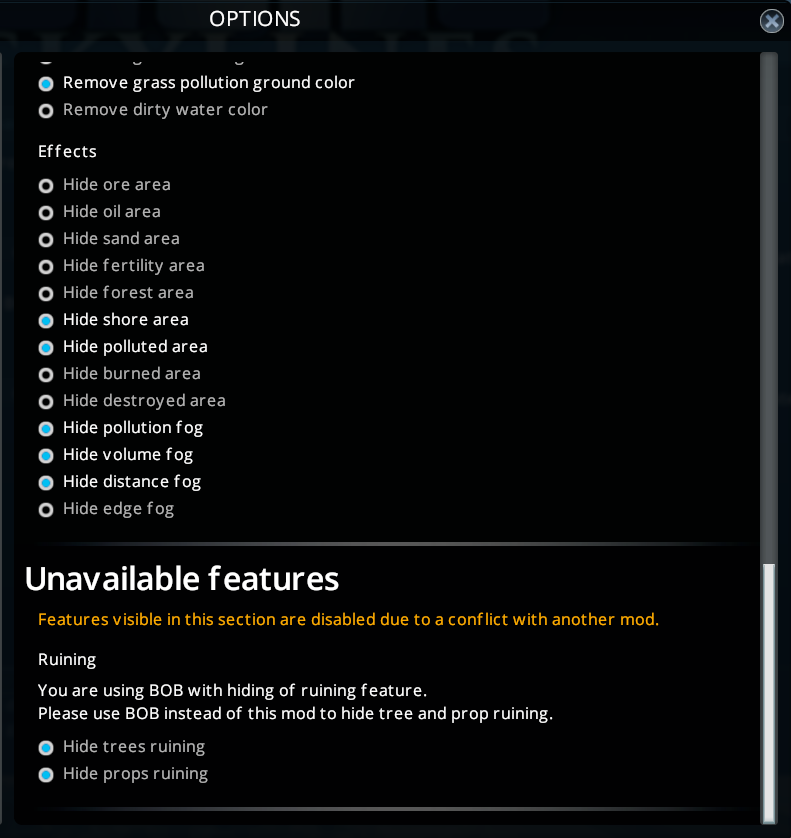 OPTIONS
Remove grass pollution ground color
Remove dirty water color
Effects
Hide ore area
Hide oil area
Hide sand area
Hide fertility area
Hide forest area
Hide shore area
Hide polluted area
Hide burned area
Hide destroyed area
Hide pollution fog
Hide volume fog
Hide distance fog
Hide edge fog
Unavailable features
Features visible in this section are disabled due to a conflict with another mod.
Ruining
You are using BOB with hiding of ruining feature.
Please use BOB instead of this mod to hide tree and prop ruining.
Hide trees ruining
Hide props ruining